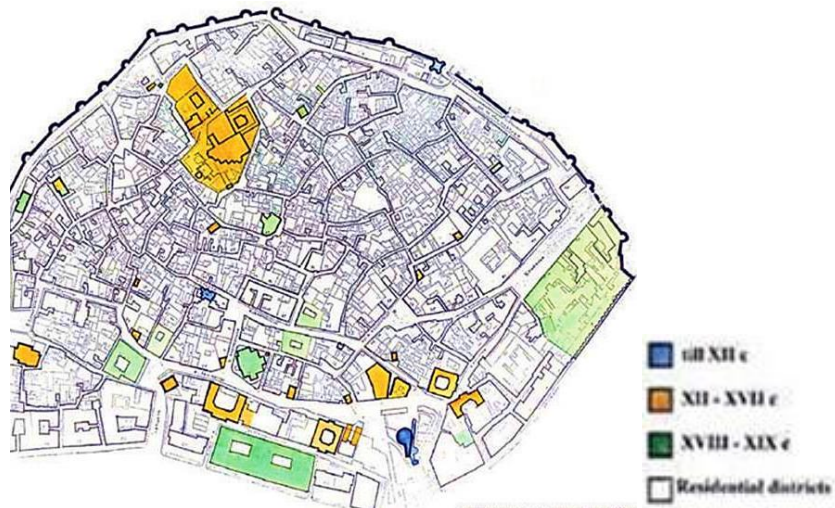 till XII c
XII - XVII c
XVIII - XIX c
Residential districts